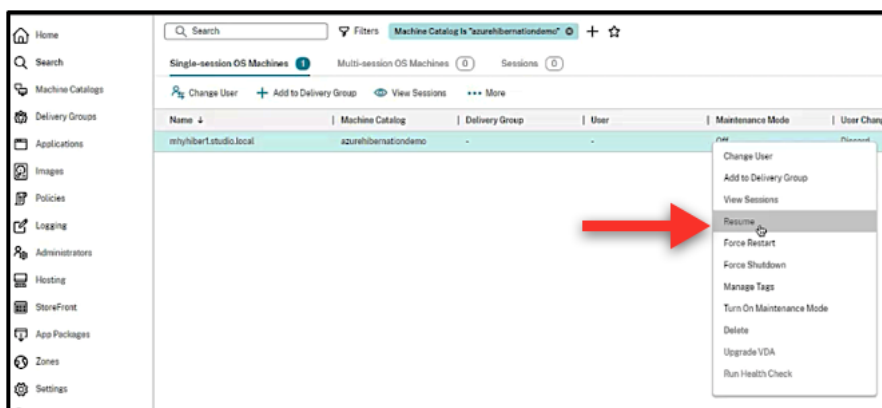 Home
Search
Machine Catalogs
Delivery Groups
Applications
Images
Policies
Logging
Administrators
Hosting
StoreFront
App Packages
Zones
Settings
Search Filters Machine Catalog Is "azurehibernationdemo"
Single-session OS Machines 1 Multi-session OS Machines 0 Sessions 0
Change User Add to Delivery Group View Sessions More
Name Machine Catalog Delivery Group User Maintenance Mode User Chang
mhyhiber1.studio.local azurehibernationdemo - - Off Discard
Change User
Add to Delivery Group
View Sessions
Resume
Force Restart
Force Shutdown
Manage Tags
Turn On Maintenance Mode
Delete
Upgrade VDA
Run Health Check